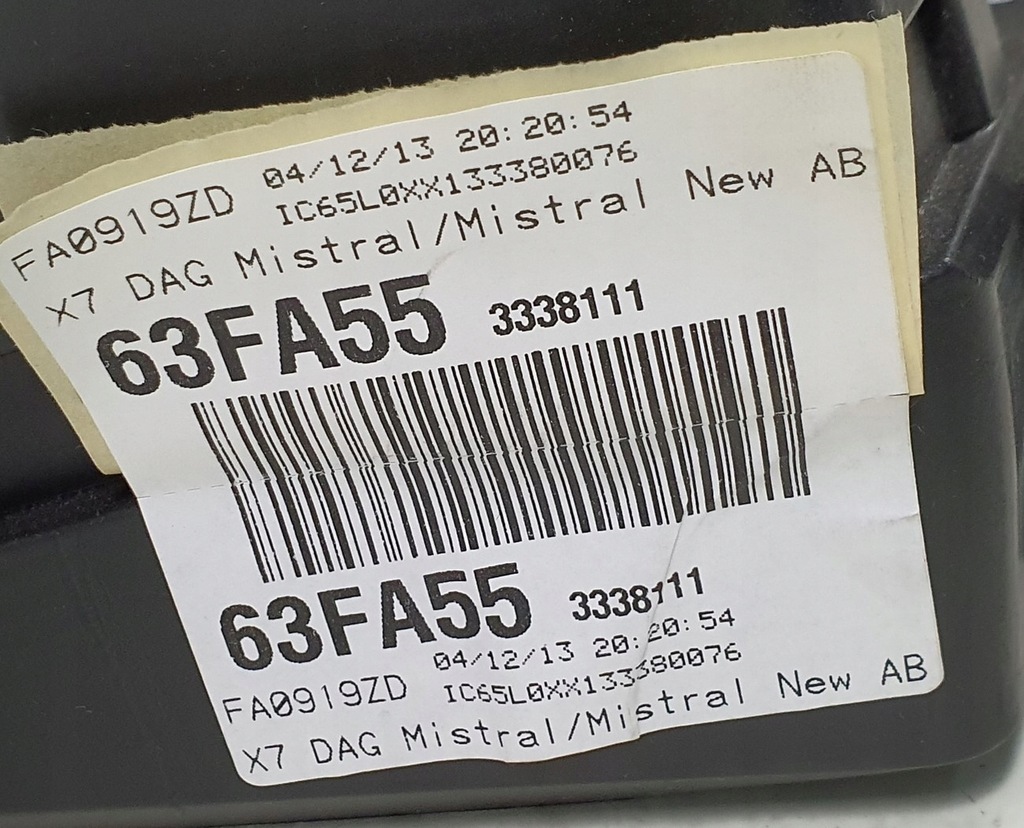 FA0919ZD 04/12/13 20:20:54
IC65L0XX133380076
X7 DAG Mistral/Mistral New AB
63FA55 3338111
63FA55 3338111
04/12/13 20:20:54
FA0919ZD IC65L0XX133380076
X7 DAG Mistral/Mistral New AB